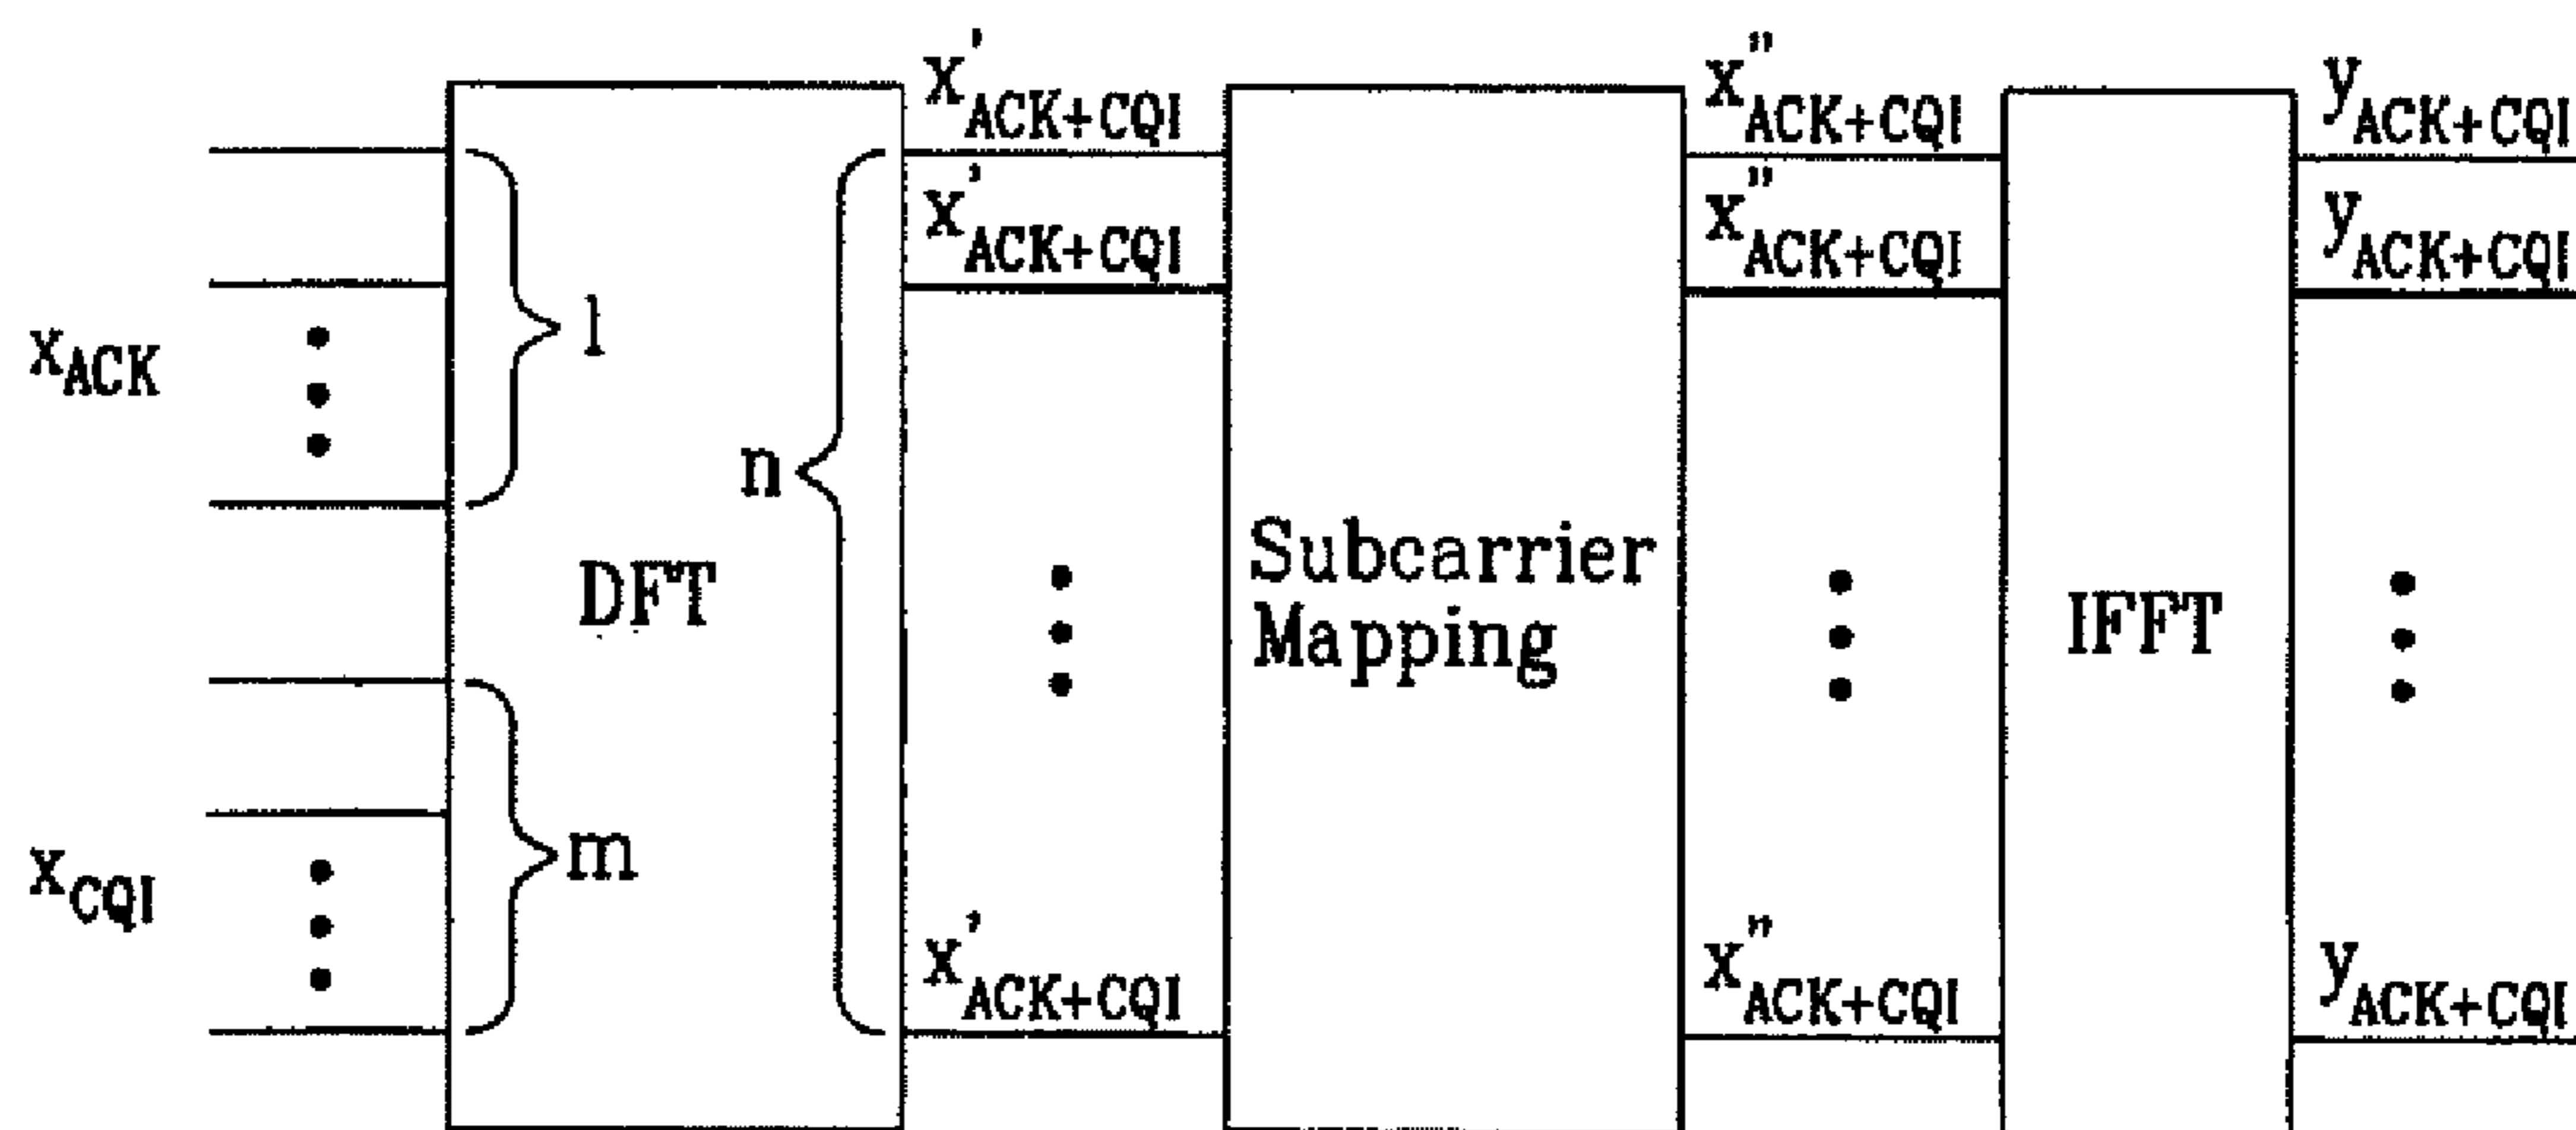 x'ACK+CQI
x"ACK+CQI
yACK+CQI
x'ACK+CQI
x"ACK+CQI
yACK+CQI
xACK
l
n
DFT
Subcarrier
Mapping
IFFT
xCQI
m
x'ACK+CQI
x"ACK+CQI
yACK+CQI